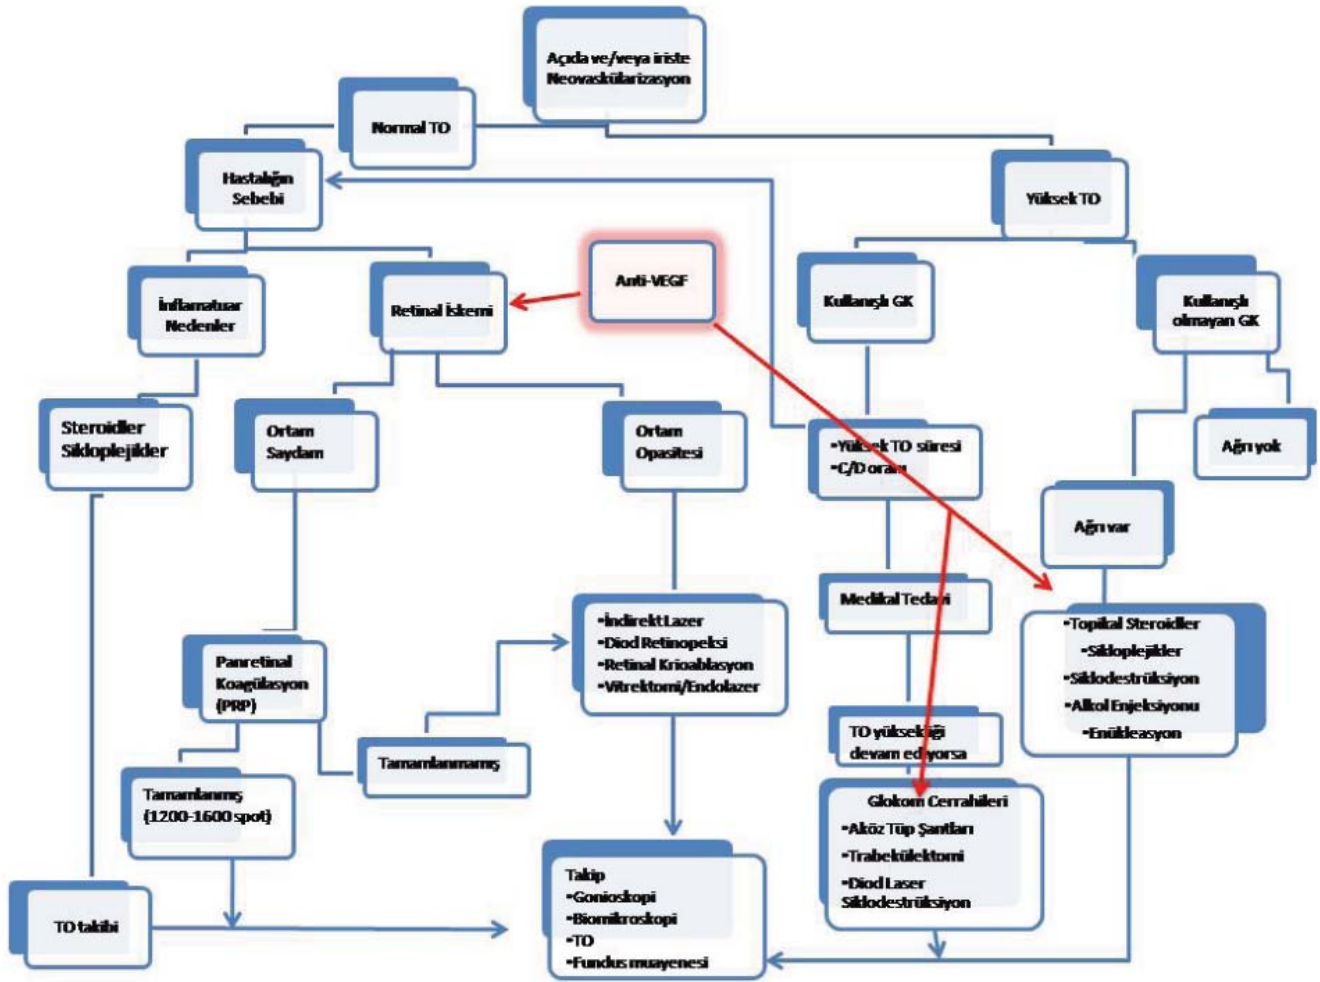 Açıda ve/veya iriste
Neovaskülarizasyon
Normal TO
Hastalığın
Sebebi
Yüksek TO
İnflamatuar
Nedenler
Retinal İskemi
Anti-VEGF
Kullanışlı GK
Kullanışlı
olmayan GK
Steroidler
Sikloplejikler
Ortam
Saydam
Ortam
Opasitesi
•Yüksek TO süresi
•C/D oranı
Ağrı yok
Ağrı var
•İndirekt Lazer
•Diod Retinopeksi
•Retinal Krioablasyon
•Vitrektomi/Endolazer
Medikal Tedavi
•Topikal Steroidler
•Sikloplejikler
•Siklodestrüksiyon
•Alkol Enjeksiyonu
•Enükleasyon
Panretinal
Koagülasyon
(PRP)
Tamamlanmamış
TO yüksekliği
devam ediyorsa
Tamamlanmış
(1200-1600 spot)
Glokom Cerrahileri
•Aköz Tüp Şantları
•Trabekülektomi
•Diod Laser
Siklodestrüksiyon
TO takibi
Takip
•Gonioskopi
•Biomikroskopi
•TO
•Fundus muayenesi